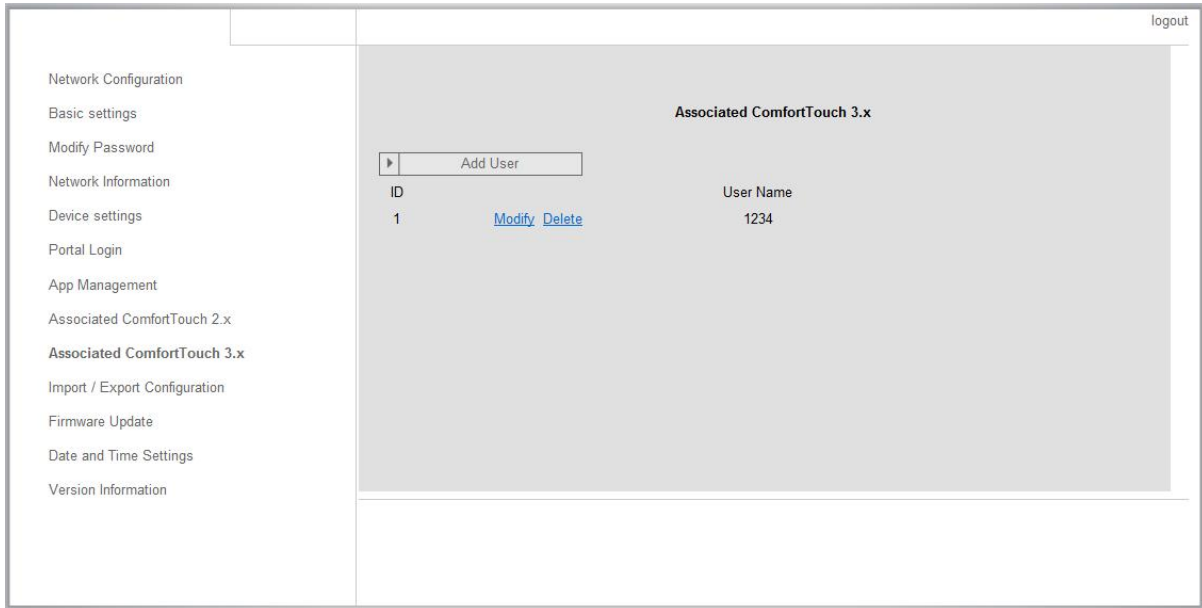 logout
Network Configuration
Basic settings
Modify Password
Network Information
Device settings
Portal Login
App Management
Associated ComfortTouch 2.x
Associated ComfortTouch 3.x
Import / Export Configuration
Firmware Update
Date and Time Settings
Version Information
Associated ComfortTouch 3.x
Add User
ID User Name
1 Modify Delete 1234